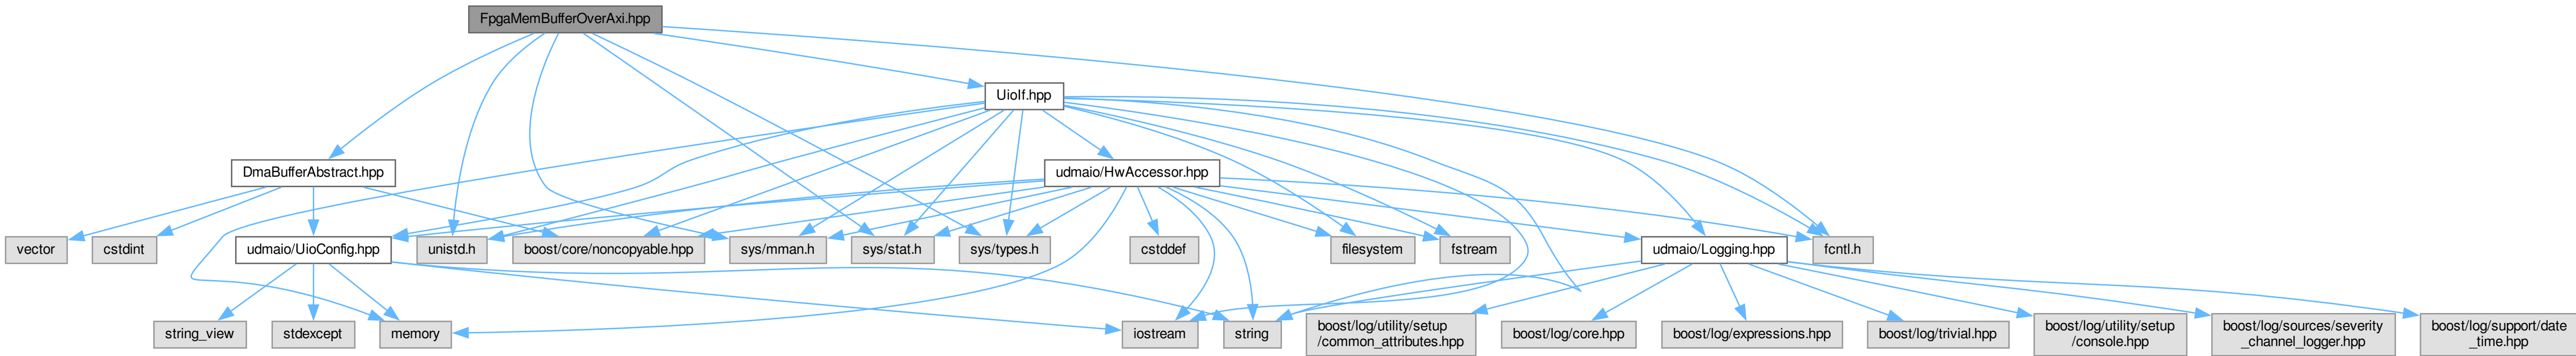 FpgaMemBufferOverAxi.hpp
UioIf.hpp
DmaBufferAbstract.hpp
udmaio/HwAccessor.hpp
vector
cstdint
udmaio/UioConfig.hpp
unistd.h
boost/core/noncopyable.hpp
sys/mman.h
sys/stat.h
sys/types.h
cstddef
filesystem
fstream
udmaio/Logging.hpp
fcntl.h
string_view
stdexcept
memory
iostream
string
boost/log/utility/setup
/common_attributes.hpp
boost/log/core.hpp
boost/log/expressions.hpp
boost/log/trivial.hpp
boost/log/utility/setup
/console.hpp
boost/log/sources/severity
_channel_logger.hpp
boost/log/support/date
_time.hpp